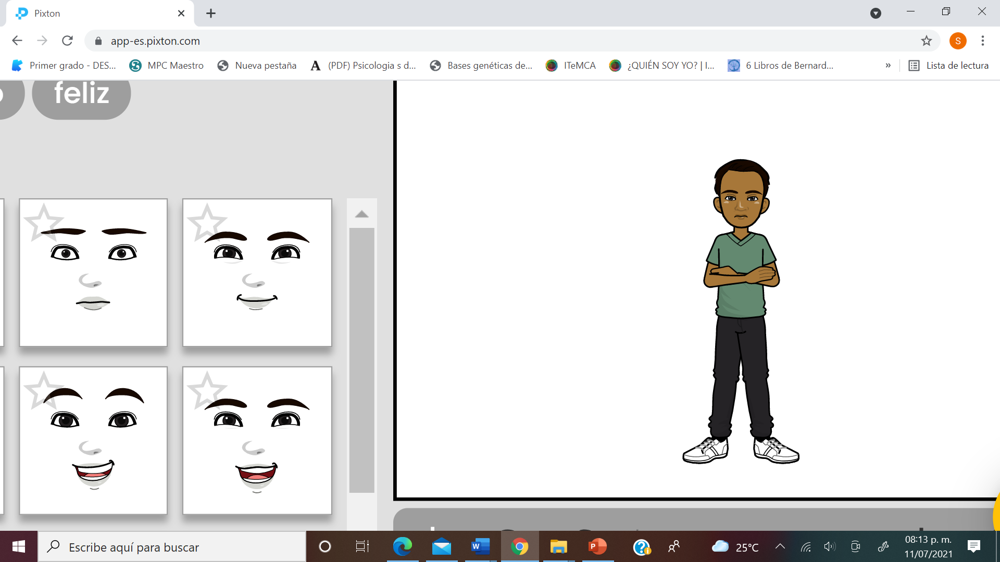 Pixton
app-es.pixton.com
S
Primer grado - DES...
MPC Maestro
Nueva pestaña
(PDF) Psicologia s d...
Bases genéticas de...
ITeMCA
¿QUIÉN SOY YO? | I...
6 Libros de Bernard...
»
Lista de lectura
feliz
Escribe aquí para buscar
25°C
08:13 p. m.
11/07/2021